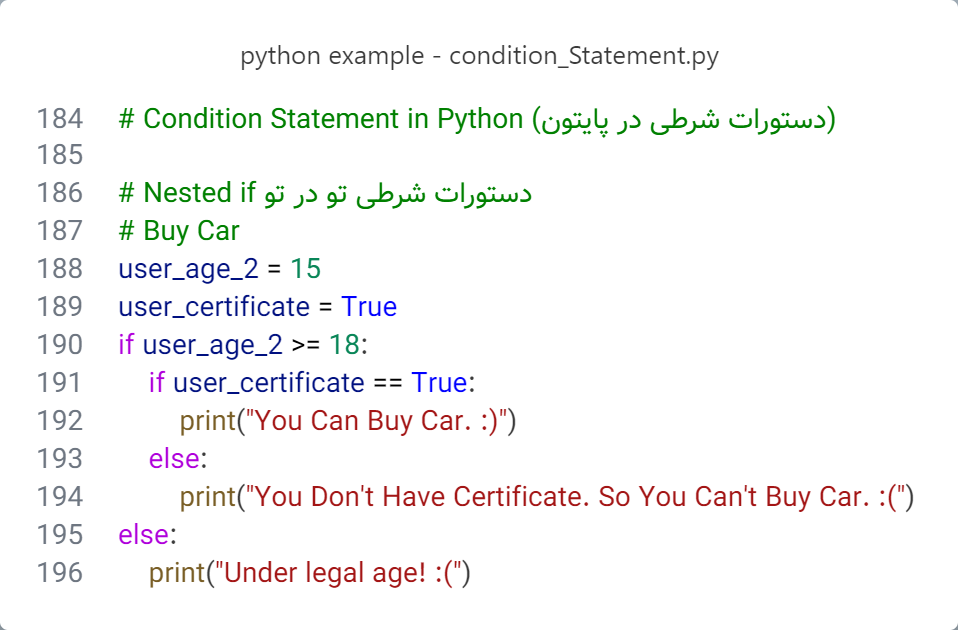 python example - condition_Statement.py
184 # Condition Statement in Python (دستورات شرطی در پایتون)
185
186 # Nested if دستورات شرطی تو در تو
187 # Buy Car
188 user_age_2 = 15
189 user_certificate = True
190 if user_age_2 >= 18:
191     if user_certificate == True:
192         print("You Can Buy Car. :)")
193     else:
194         print("You Don't Have Certificate. So You Can't Buy Car. :(")
195 else:
196     print("Under legal age! :(")